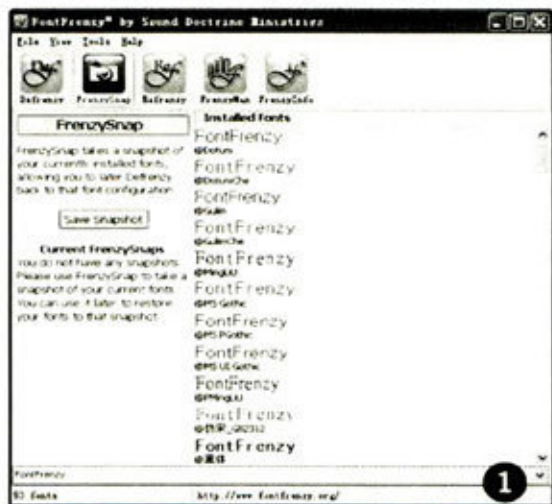 FontFrenzy® by Sound Doctrine Ministries
File View Tools Help
Defrenzy FrenzySnap Refrenzy FrenzyMan FrenzyInfo
FrenzySnap
FrenzySnap takes a snapshot of
your currently installed fonts,
allowing you to later Defrenzy
back to that font configuration.
Save Snapshot
Current FrenzySnaps
You do not have any snapshots.
Please use FrenzySnap to take a
snapshot of your current fonts.
You can use it later to restore
your fonts to that snapshot.
Installed Fonts
FontFrenzy
@Dotum
FontFrenzy
@DotumChe
FontFrenzy
@Gulim
FontFrenzy
@GulimChe
FontFrenzy
@MingLiU
FontFrenzy
@MS Gothic
FontFrenzy
@MS PGothic
FontFrenzy
@MS UI Gothic
FontFrenzy
@PMingLiU
FontFrenzy
FontFrenzy
@黑体
FontFrenzy
93 fonts http://www.fontfrenzy.org/
1